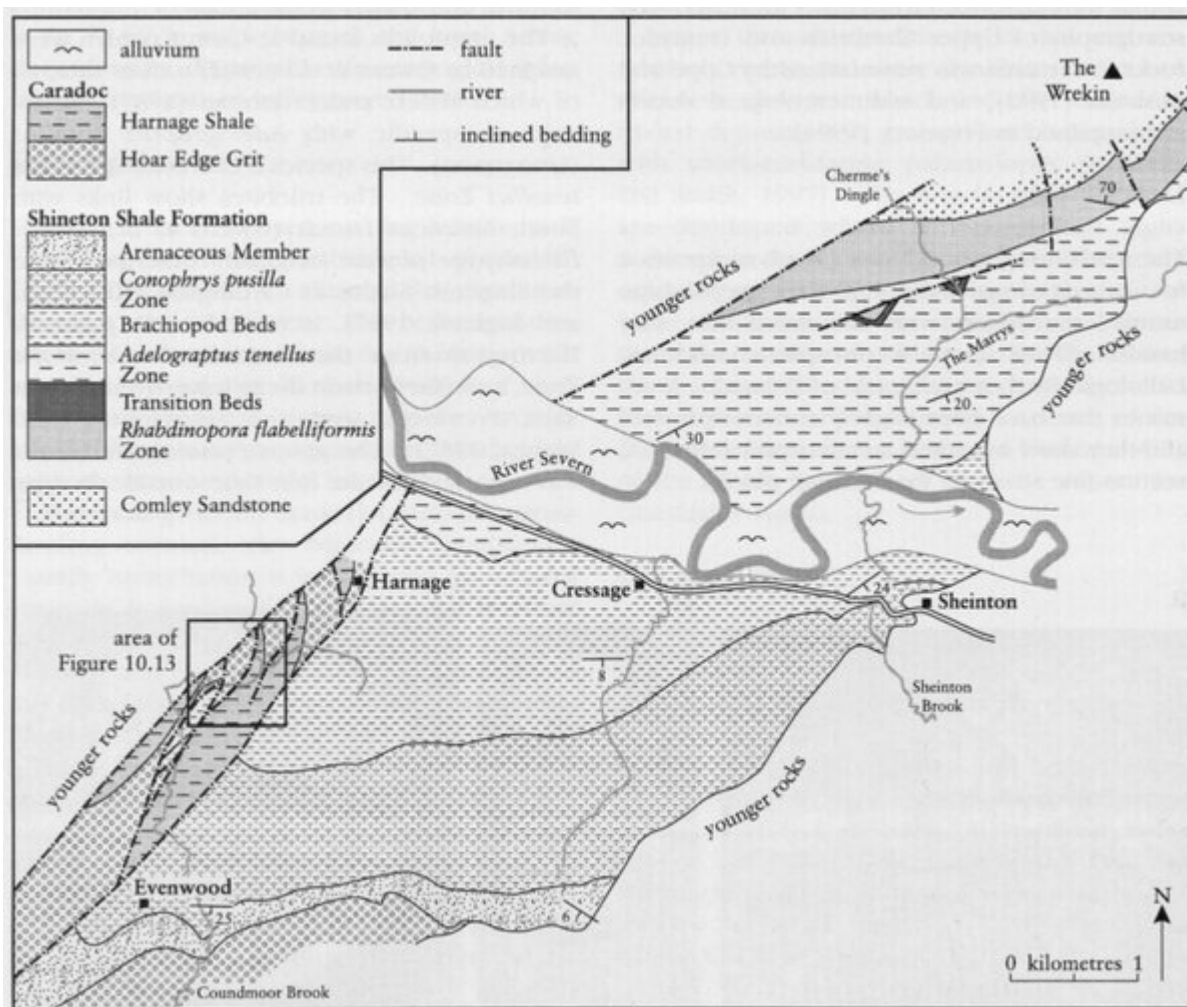 alluvium
Caradoc
Harnage Shale
Hoar Edge Grit
Shineton Shale Formation
Arenaceous Member
Conophrys pusilla
Zone
Brachiopod Beds
Adelograptus tenellus
Zone
Transition Beds
Rhabdinopora flabelliformis
Zone
Comley Sandstone
fault
river
inclined bedding
The
Wrekin
Cherme's
Dingle
70
younger rocks
The Marrys
younger rocks
20
30
River Severn
Harnage
Cressage
24
Sheinton
area of
Figure 10.13
8
Sheinton
Brook
younger rocks
younger rocks
Evenwood
25
6
N
0 kilometres 1
Coundmoor Brook